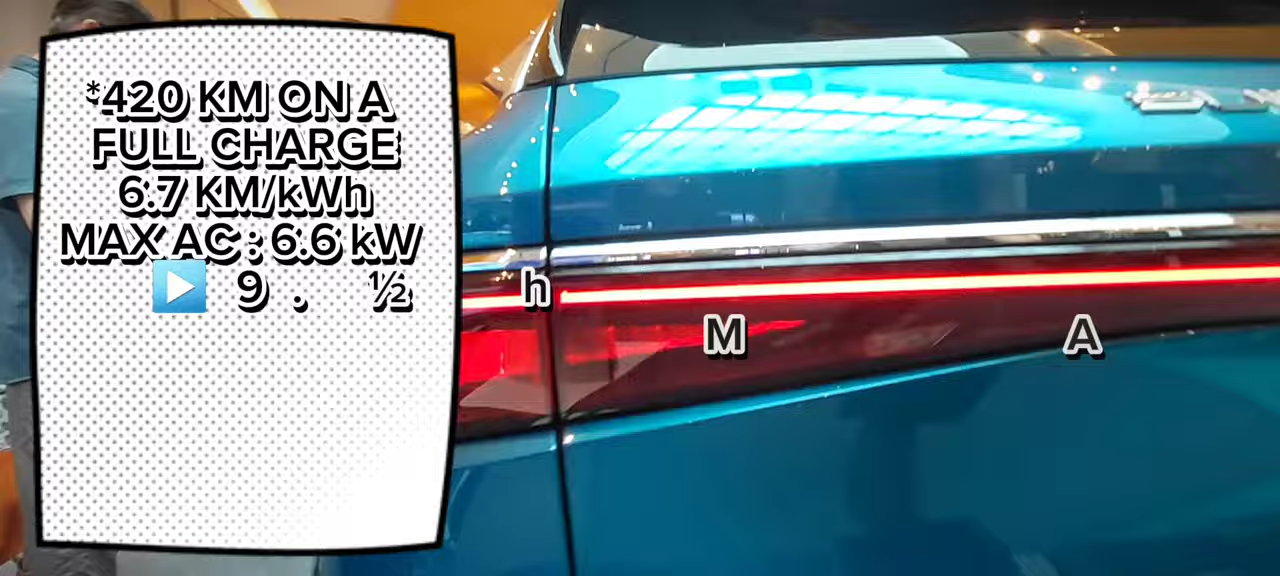 *420 KM ON A
FULL CHARGE
6.7 KM/kWh
MAX AC : 6.6 kW
▶️ 9 . ½ h
M A